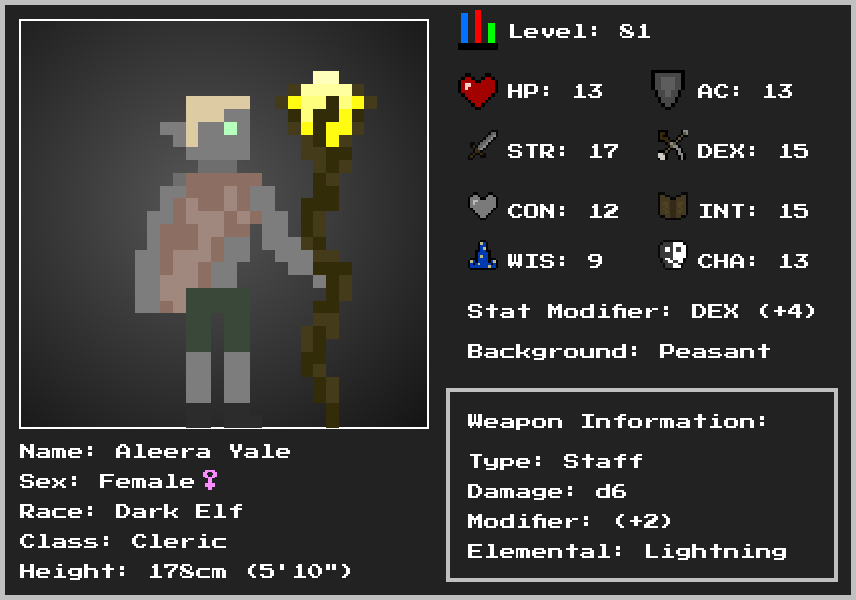 Level: 81
HP: 13 AC: 13
STR: 17 DEX: 15
CON: 12 INT: 15
WIS: 9 CHA: 13
Stat Modifier: DEX (+4)
Background: Peasant
Weapon Information:
Type: Staff
Damage: d6
Modifier: (+2)
Elemental: Lightning
Name: Aleera Yale
Sex: Female♀
Race: Dark Elf
Class: Cleric
Height: 178cm (5'10")